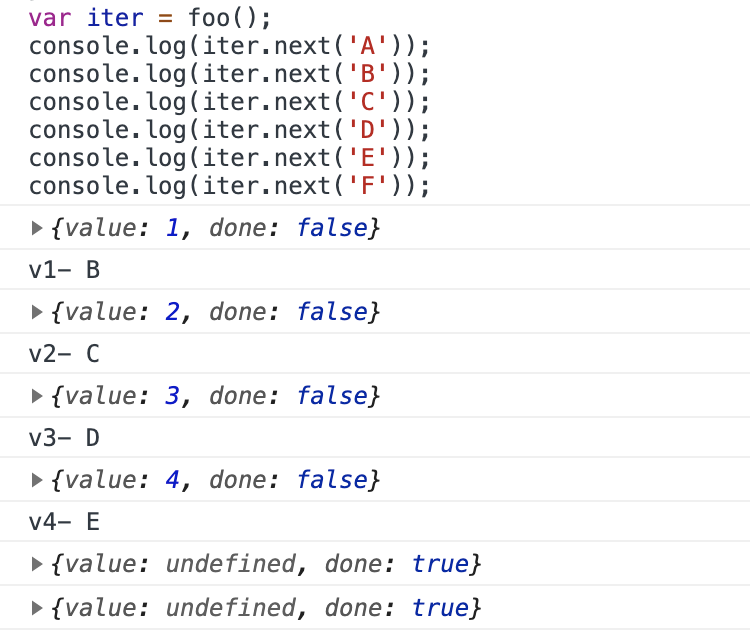 var iter = foo();
console.log(iter.next('A'));
console.log(iter.next('B'));
console.log(iter.next('C'));
console.log(iter.next('D'));
console.log(iter.next('E'));
console.log(iter.next('F'));
▶ {value: 1, done: false}
v1– B
▶ {value: 2, done: false}
v2– C
▶ {value: 3, done: false}
v3– D
▶ {value: 4, done: false}
v4– E
▶ {value: undefined, done: true}
▶ {value: undefined, done: true}